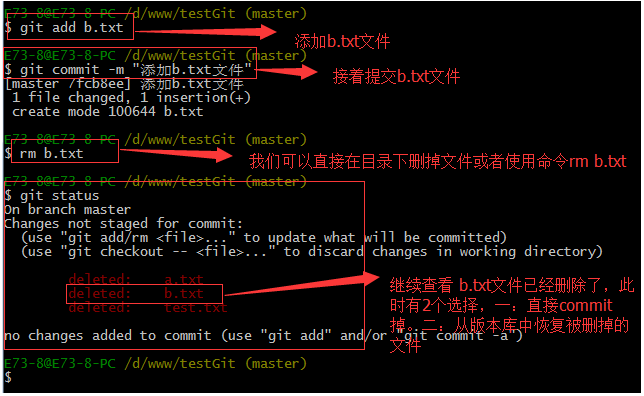 E73-8@E73-8-PC /d/www/testGit (master)
$ git add b.txt
添加b.txt文件
E73-8@E73-8-PC /d/www/testGit (master)
$ git commit -m "添加b.txt文件"
接着提交b.txt文件
[master 7fcb8ee] 添加b.txt文件
1 file changed, 1 insertion(+)
create mode 100644 b.txt
E73-8@E73-8-PC /d/www/testGit (master)
$ rm b.txt
我们可以直接在目录下删掉文件或者使用命令rm b.txt
E73-8@E73-8-PC /d/www/testGit (master)
$ git status
On branch master
Changes not staged for commit:
(use "git add/rm <file>..." to update what will be committed)
(use "git checkout -- <file>..." to discard changes in working directory)
deleted: a.txt
deleted: b.txt
deleted: test.txt
继续查看 b.txt文件已经删除了，此
时有2个选择，一：直接commit
掉。二：从版本库中恢复被删掉的
文件
no changes added to commit (use "git add" and/or "git commit -a")
E73-8@E73-8-PC /d/www/testGit (master)
$